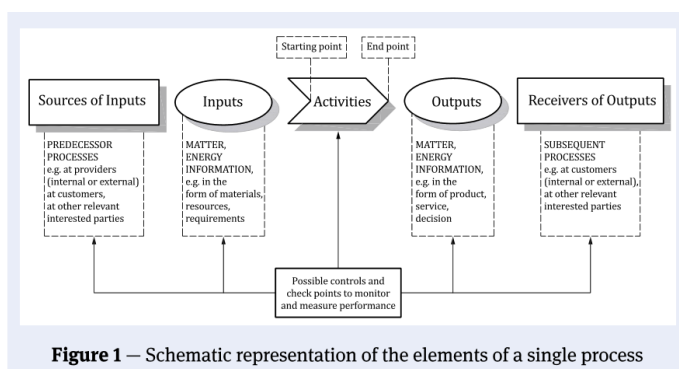 Starting point
End point
Sources of Inputs
Inputs
Activities
Outputs
Receivers of Outputs
PREDECESSOR
PROCESSES
e.g. at providers
(internal or external)
at customers,
at other relevant
interested parties
MATTER,
ENERGY
INFORMATION,
e.g. in the
form of materials,
resources,
requirements
MATTER,
ENERGY
INFORMATION,
e.g. in the
form of product,
service,
decision
SUBSEQUENT
PROCESSES
e.g. at customers
(internal or external),
at other relevant
interested parties
Possible controls and
check points to monitor
and measure performance
Figure 1 — Schematic representation of the elements of a single process